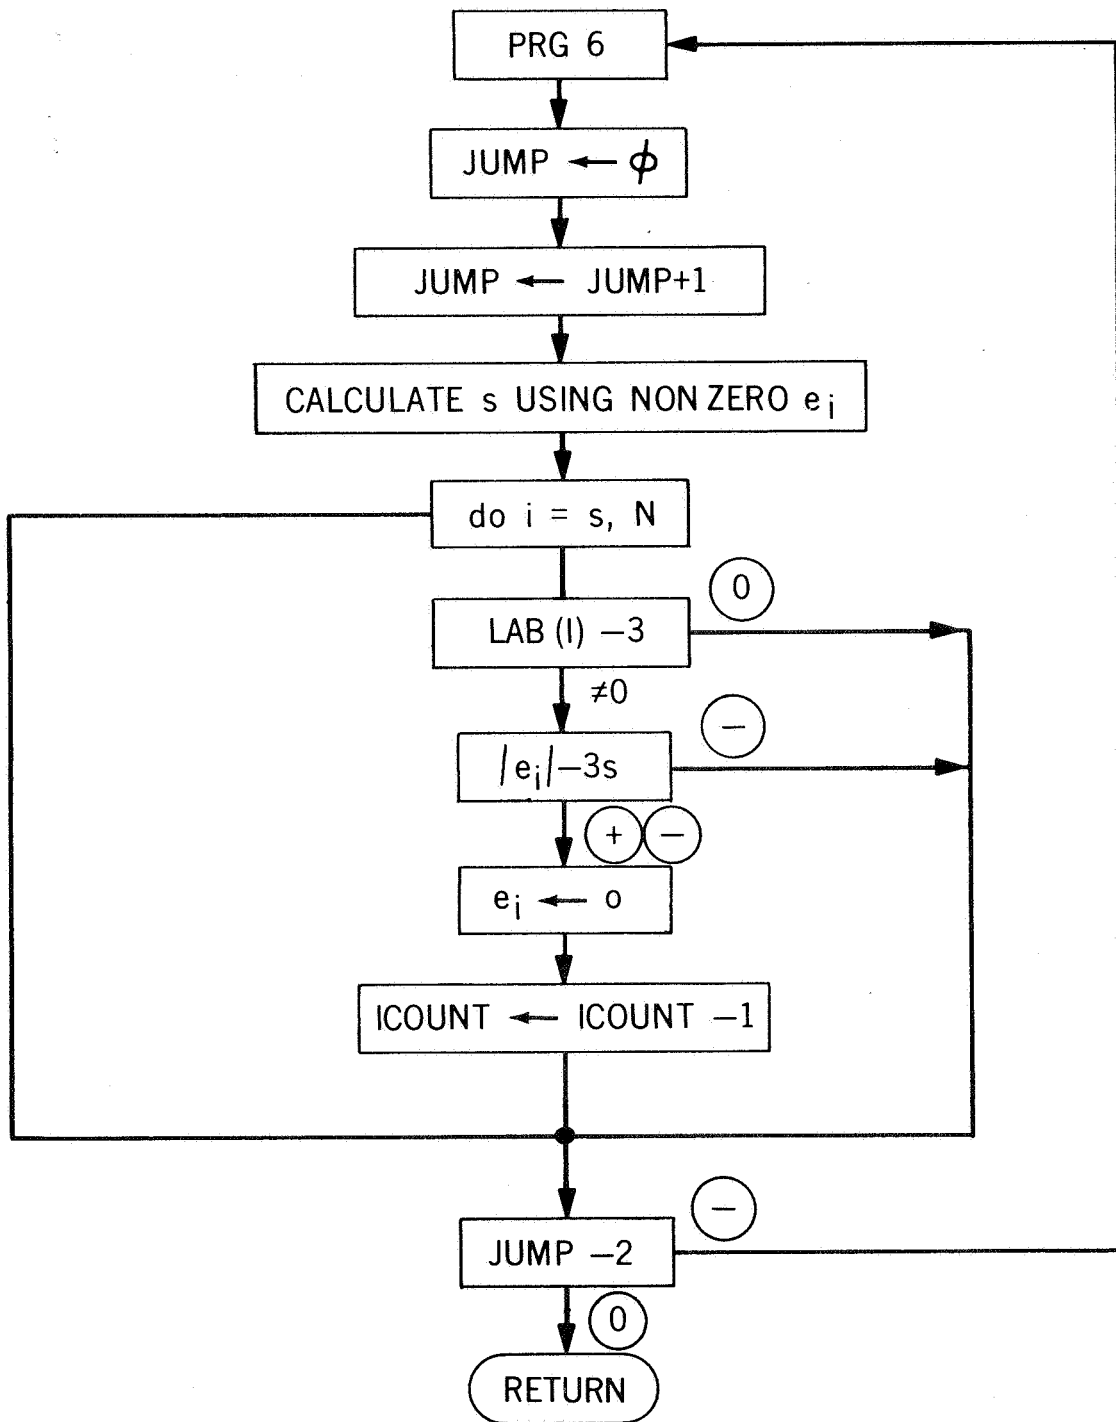 PRG 6
JUMP ← ϕ
JUMP ← JUMP+1
CALCULATE s USING NON ZERO eᵢ
do i = s, N
0
LAB (I) −3
≠0
−
/eᵢ/−3s
+ −
eᵢ ← o
ICOUNT ← ICOUNT −1
−
JUMP −2
0
RETURN